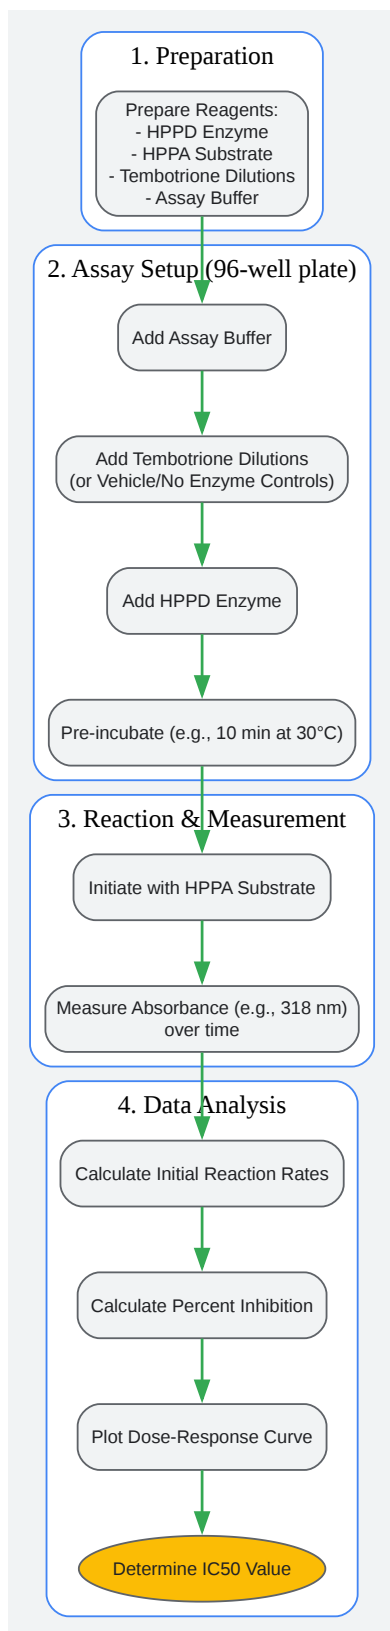 1. Preparation
Prepare Reagents:
- HPPD Enzyme
- HPPA Substrate
- Tembotrione Dilutions
- Assay Buffer
2. Assay Setup (96-well plate)
Add Assay Buffer
Add Tembotrione Dilutions
(or Vehicle/No Enzyme Controls)
Add HPPD Enzyme
Pre-incubate (e.g., 10 min at 30°C)
3. Reaction & Measurement
Initiate with HPPA Substrate
Measure Absorbance (e.g., 318 nm)
over time
4. Data Analysis
Calculate Initial Reaction Rates
Calculate Percent Inhibition
Plot Dose-Response Curve
Determine IC50 Value